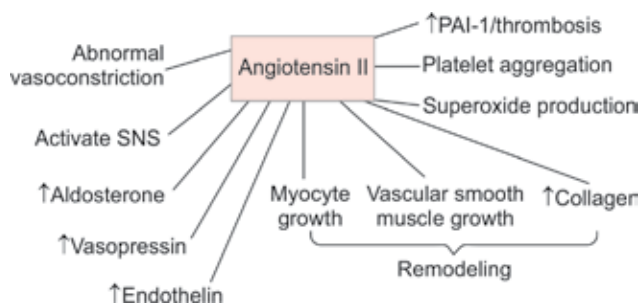 ↑PAI-1/thrombosis
Abnormal
vasoconstriction
Angiotensin II
Platelet aggregation
Superoxide production
Activate SNS
↑Aldosterone
Myocyte
growth
Vascular smooth
muscle growth
↑Collagen
↑Vasopressin
Remodeling
↑Endothelin